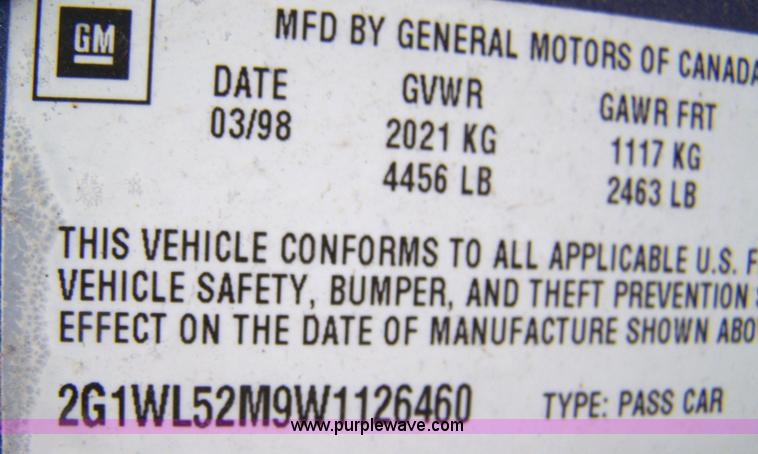 GM
MFD BY GENERAL MOTORS OF CANADA
DATE GVWR GAWR FRT
03/98 2021 KG 1117 KG
4456 LB 2463 LB
THIS VEHICLE CONFORMS TO ALL APPLICABLE U.S. F
VEHICLE SAFETY, BUMPER, AND THEFT PREVENTION
EFFECT ON THE DATE OF MANUFACTURE SHOWN ABO
2G1WL52M9W1126460 TYPE: PASS CAR
www.purplewave.com